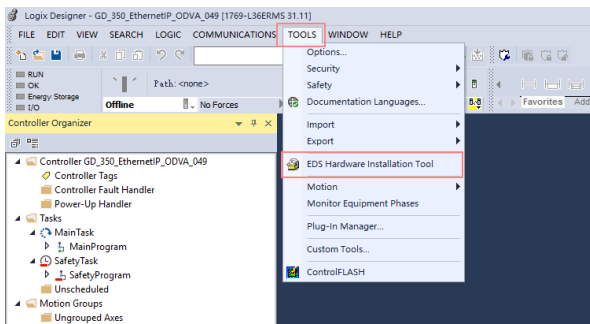 Logix Designer - GD_350_EthernetIP_ODVA_049 [1769-L36ERMS 31.11]
FILE EDIT VIEW SEARCH LOGIC COMMUNICATIONS TOOLS WINDOW HELP
Options...
Security
Safety
Documentation Languages...
Import
Export
EDS Hardware Installation Tool
Motion
Monitor Equipment Phases
Plug-In Manager...
Custom Tools...
ControlFLASH
RUN
OK
Energy Storage
I/O
Path: <none>
Offline
No Forces
Favorites Add
Controller Organizer
Controller GD_350_EthernetIP_ODVA_049
Controller Tags
Controller Fault Handler
Power-Up Handler
Tasks
MainTask
MainProgram
SafetyTask
SafetyProgram
Unscheduled
Motion Groups
Ungrouped Axes